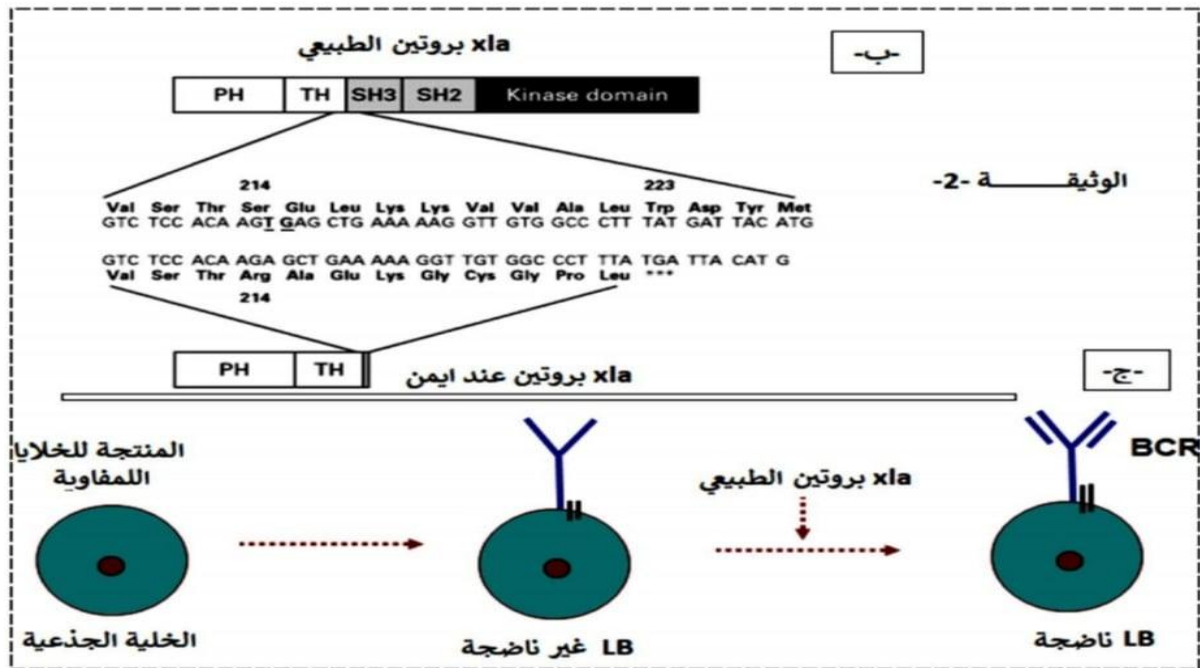 xla بروتين الطبيعي
-ب-
PH TH SH3 SH2 Kinase domain
الوثيقـــــــة -2-
214 223
Val Ser Thr Ser Glu Leu Lys Lys Val Val Ala Leu Trp Asp Tyr Met
GTC TCC ACA AGT GAG CTG AAA AAG GTT GTG GCC CTT TAT GAT TAC ATG
GTC TCC ACA AGA GCT GAA AAA GGT TGT GGC CCT TTA TGA TTA CAT G
Val Ser Thr Arg Ala Glu Lys Gly Cys Gly Pro Leu ***
214
PH TH
xla بروتين عند ايمن
-ج-
المنتجة للخلايا
اللمفاوية
xla بروتين الطبيعي
BCR
الخلية الجذعية
LB غير ناضجة
LB ناضجة